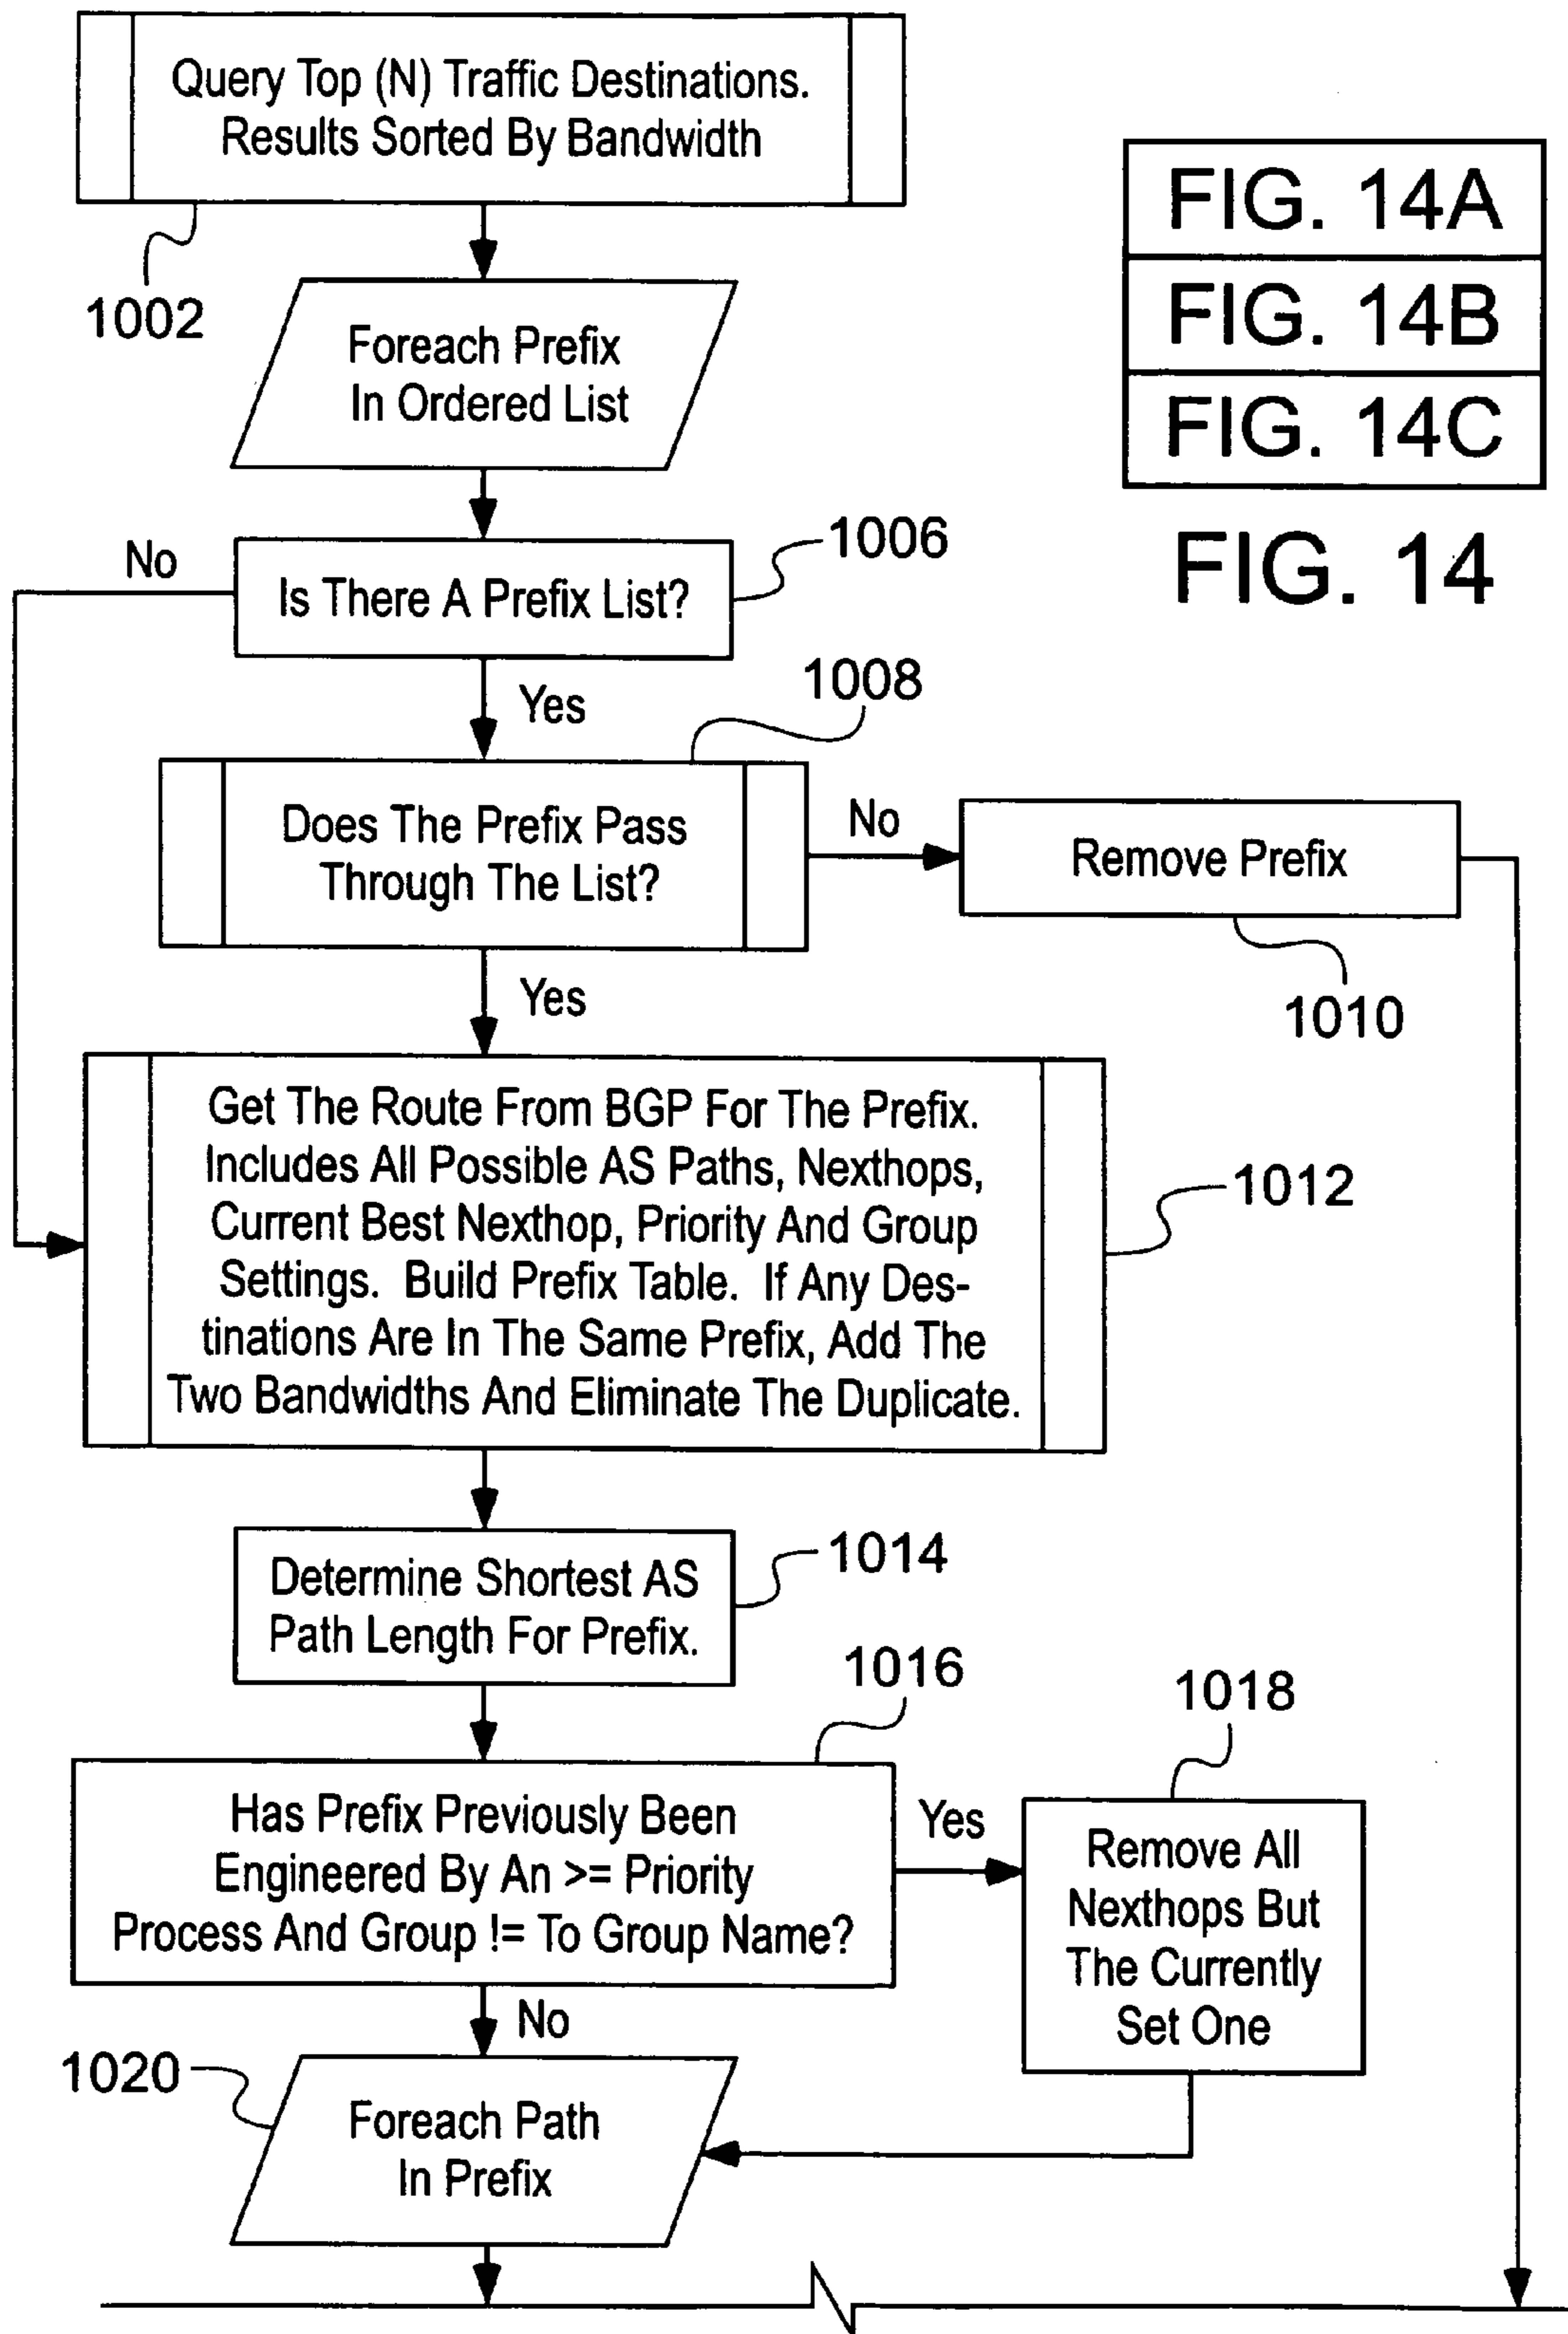 Query Top (N) Traffic Destinations.
Results Sorted By Bandwidth
1002
FIG. 14A
FIG. 14B
FIG. 14C
FIG. 14
Foreach Prefix
In Ordered List
No
Is There A Prefix List?
1006
Yes
1008
Does The Prefix Pass
Through The List?
No
Remove Prefix
1010
Yes
Get The Route From BGP For The Prefix.
Includes All Possible AS Paths, Nexthops,
Current Best Nexthop, Priority And Group
Settings. Build Prefix Table. If Any Des-
tinations Are In The Same Prefix, Add The
Two Bandwidths And Eliminate The Duplicate.
1012
Determine Shortest AS
Path Length For Prefix.
1014
1016
Has Prefix Previously Been
Engineered By An >= Priority
Process And Group != To Group Name?
Yes
1018
Remove All
Nexthops But
The Currently
Set One
No
1020
Foreach Path
In Prefix